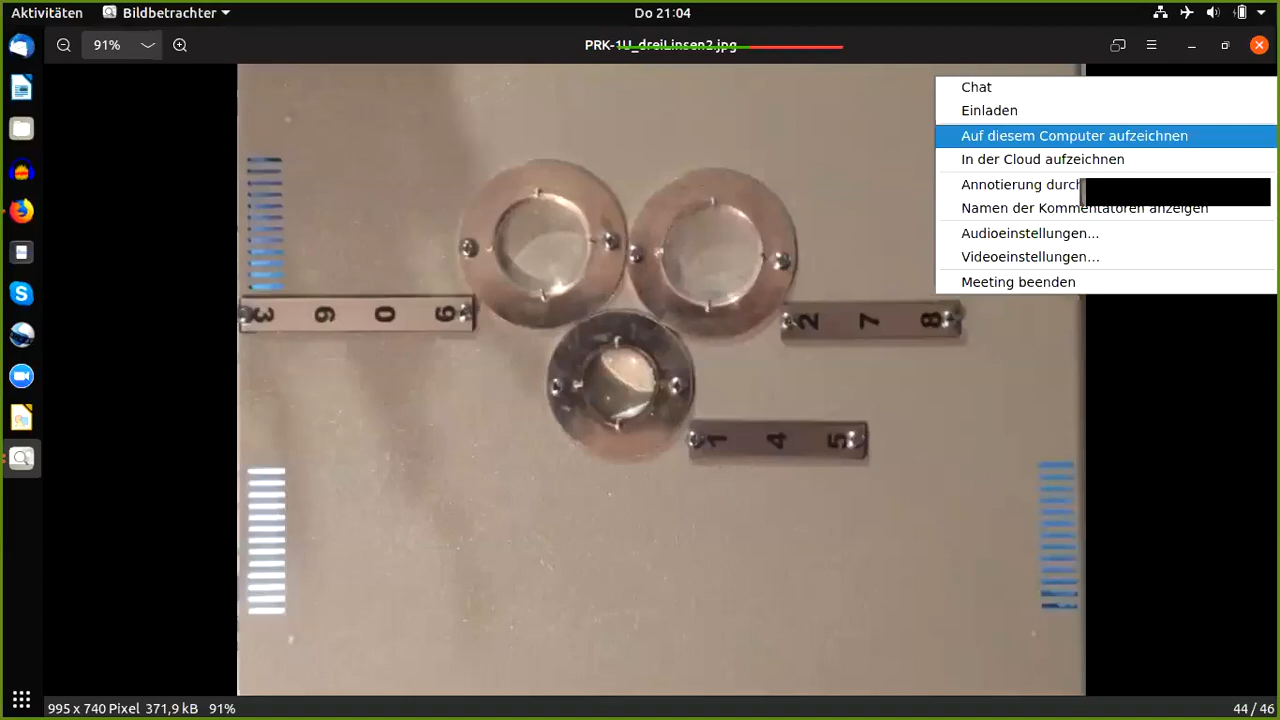 Aktivitäten
Bildbetrachter
Do 21:04
91%
PRK-1U_dreiLinsen2.jpg
Chat
Einladen
Auf diesem Computer aufzeichnen
In der Cloud aufzeichnen
Annotierung durch
Namen der Kommentatoren anzeigen
Audioeinstellungen...
Videoeinstellungen...
Meeting beenden
3 9 0 6
2 7 8
1 4 5
995 x 740 Pixel 371,9 kB 91%
44 / 46